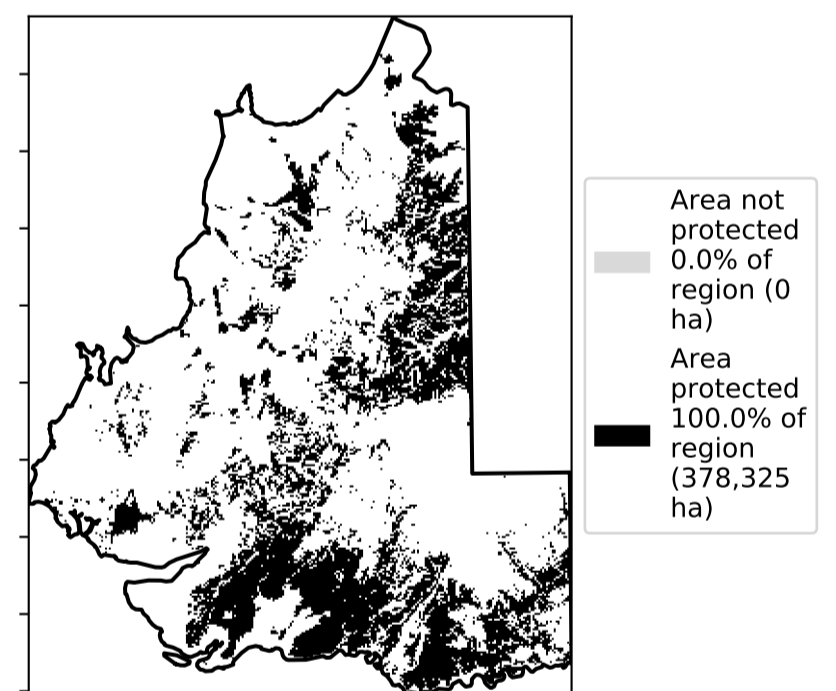 Area not
protected
0.0% of
region (0
ha)
Area
protected
100.0% of
region
(378,325
ha)